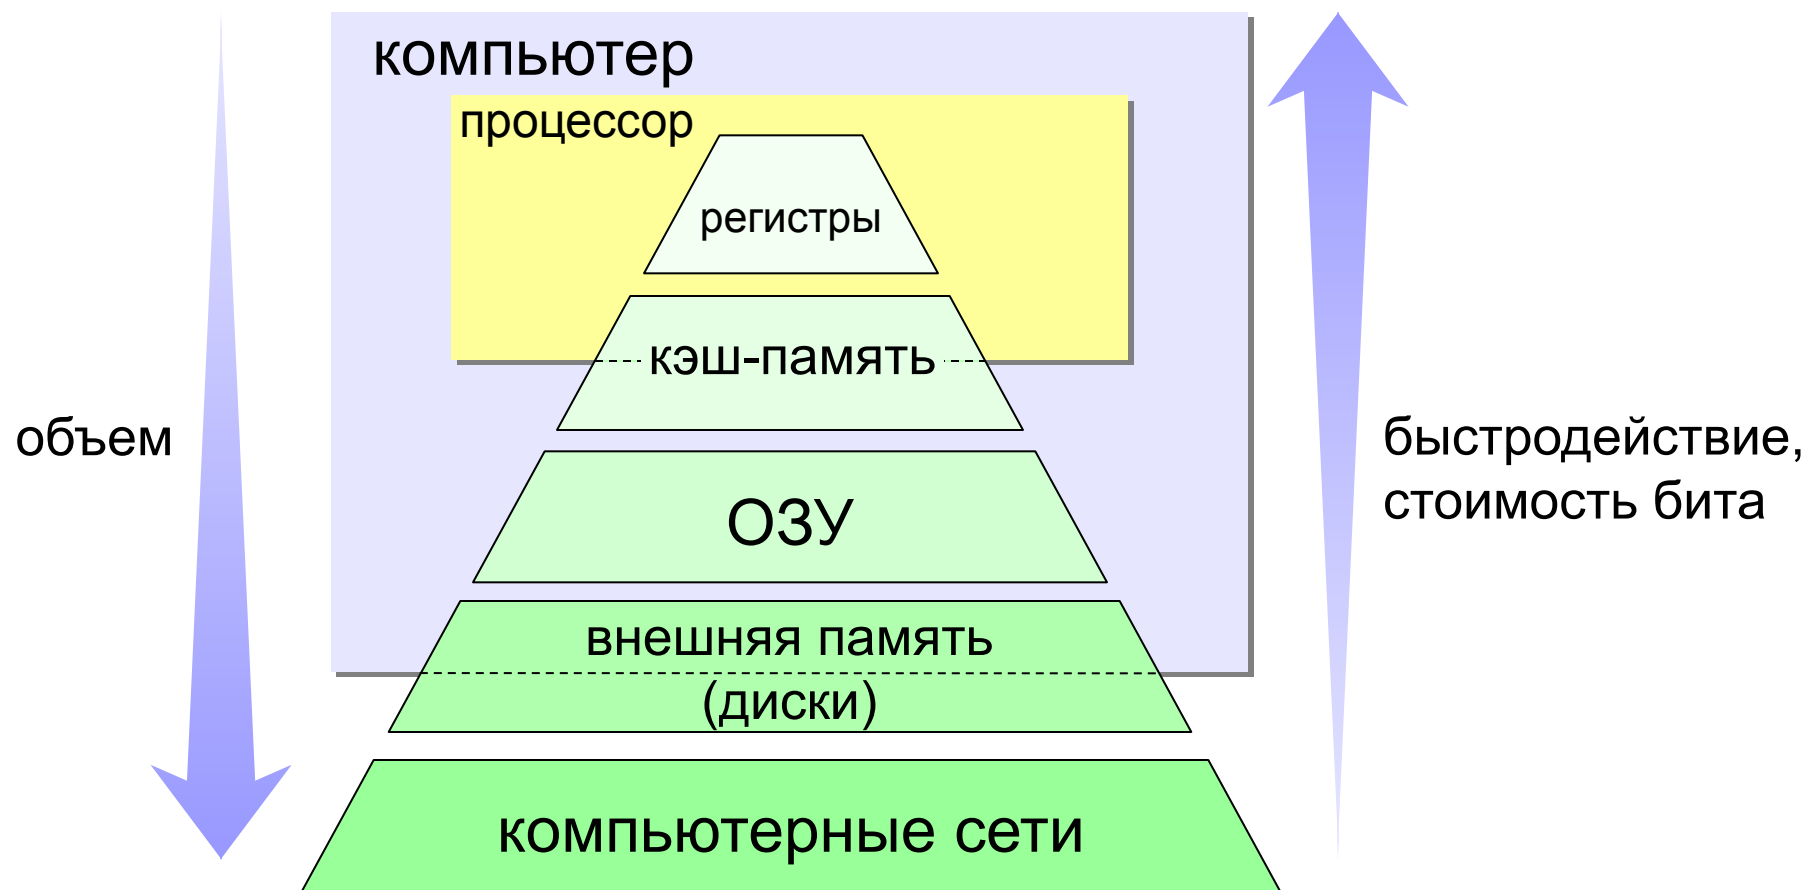 компьютер
процессор
регистры
кэш-память
объем
быстродействие,
стоимость бита
ОЗУ
внешняя память
(диски)
компьютерные сети